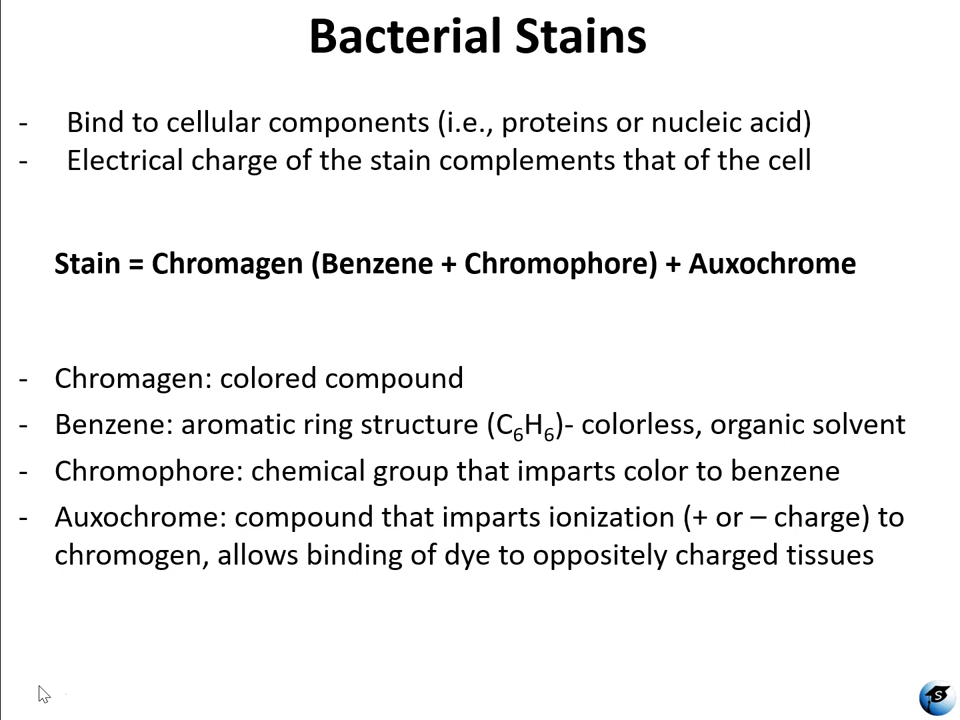 Bacterial Stains
- Bind to cellular components (i.e., proteins or nucleic acid)
- Electrical charge of the stain complements that of the cell
Stain = Chromagen (Benzene + Chromophore) + Auxochrome
- Chromagen: colored compound
- Benzene: aromatic ring structure (C₆H₆)- colorless, organic solvent
- Chromophore: chemical group that imparts color to benzene
- Auxochrome: compound that imparts ionization (+ or – charge) to
chromogen, allows binding of dye to oppositely charged tissues
S